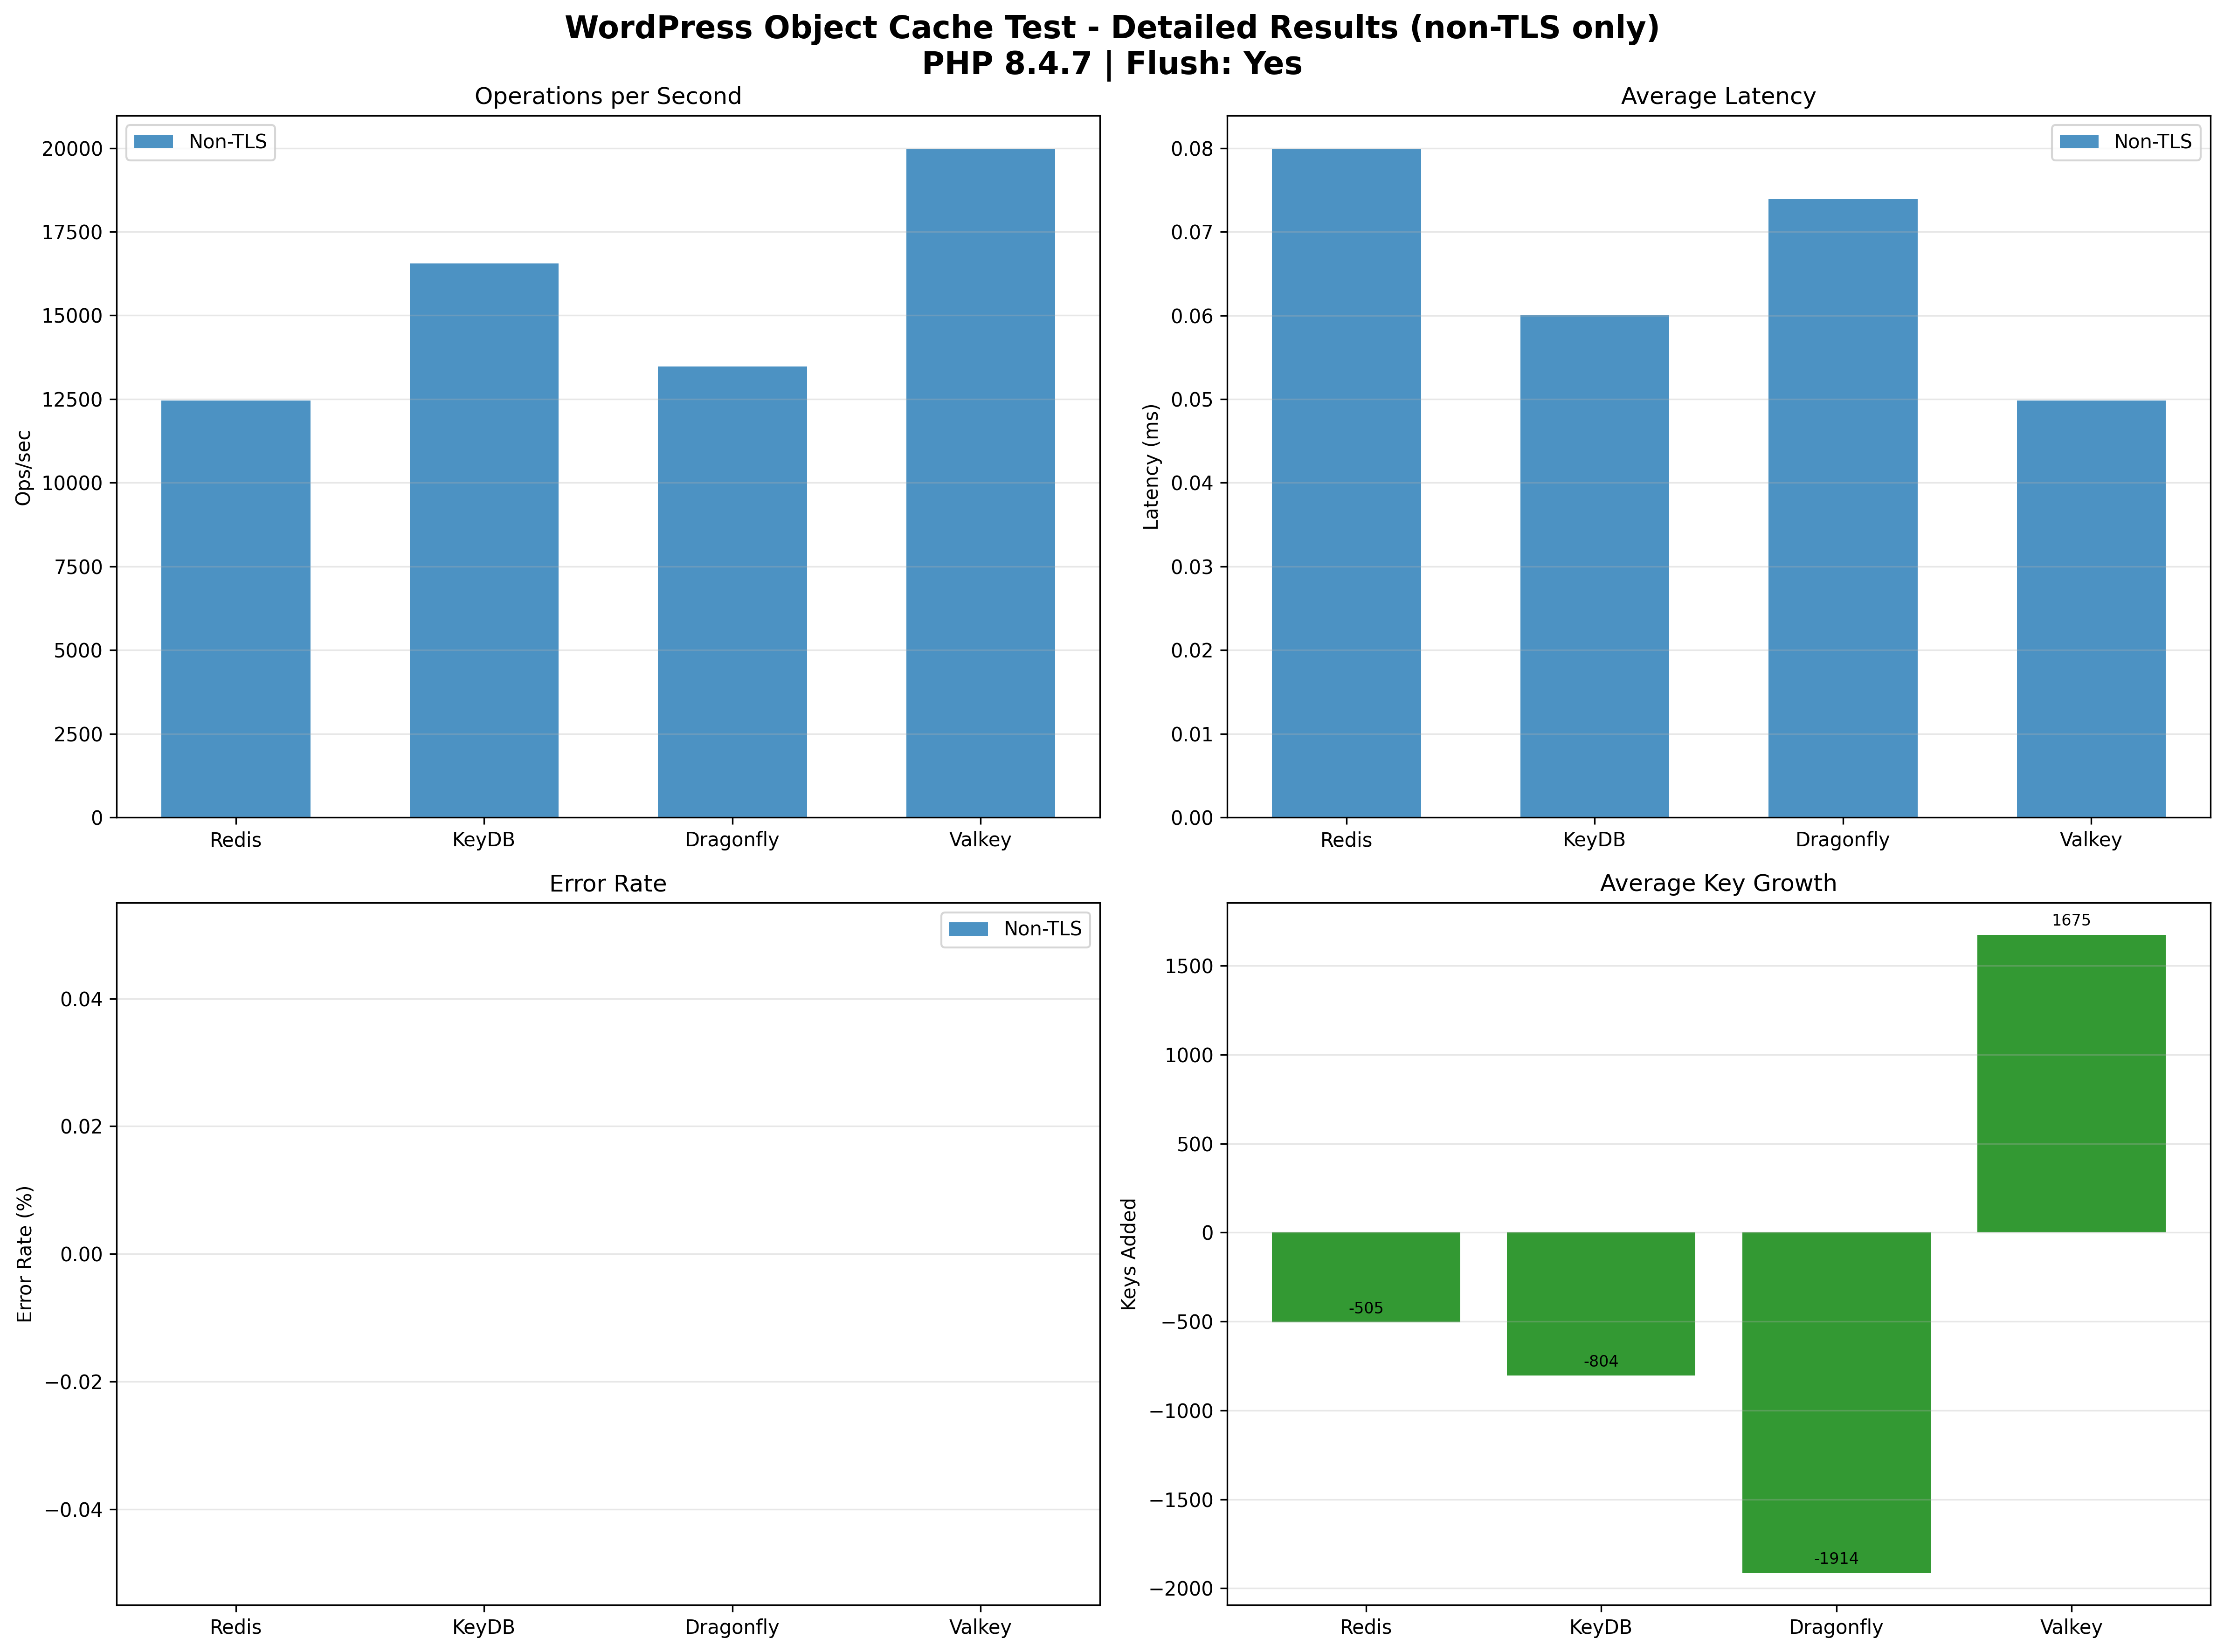 WordPress Object Cache Test - Detailed Results (non-TLS only)
PHP 8.4.7 | Flush: Yes
Operations per Second
Non-TLS
20000
17500
15000
12500
10000
7500
5000
2500
0
Ops/sec
Redis KeyDB Dragonfly Valkey
Average Latency
Non-TLS
0.08
0.07
0.06
0.05
0.04
0.03
0.02
0.01
0.00
Latency (ms)
Redis KeyDB Dragonfly Valkey
Error Rate
Non-TLS
0.04
0.02
0.00
−0.02
−0.04
Error Rate (%)
Redis KeyDB Dragonfly Valkey
Average Key Growth
1675
1500
1000
500
0
−500
−1000
−1500
−2000
Keys Added
-505
-804
-1914
Redis KeyDB Dragonfly Valkey